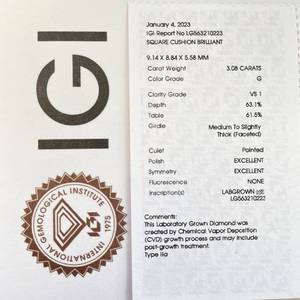 IGI
INTERNATIONAL GEMOLOGICAL INSTITUTE
IGI
1975
January 4, 2023
IGI Report No LG563210223
SQUARE CUSHION BRILLIANT
9.14 X 8.84 X 5.58 MM
Carat Weight 3.08 CARATS
Color Grade G
Clarity Grade VS 1
Depth 63.1%
Table 61.5%
Girdle Medium To Slightly
Thick (Faceted)
Culet Pointed
Polish EXCELLENT
Symmetry EXCELLENT
Fluorescence NONE
Inscription(s) LABGROWN IGI
LG563210223
Comments:
This Laboratory Grown Diamond was
created by Chemical Vapor Deposition
(CVD) growth process and may include
post-growth treatment.
Type IIa